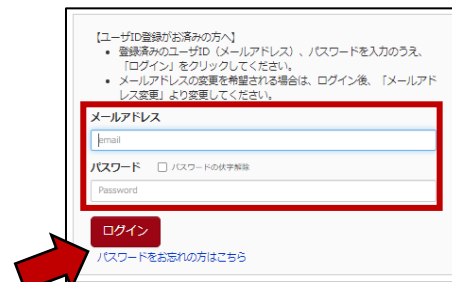 【ユーザID登録がお済みの方へ】
• 登録済みのユーザID（メールアドレス）、パスワードを入力のうえ、
「ログイン」をクリックしてください。
• メールアドレスの変更を希望される場合は、ログイン後、「メールアド
レス変更」より変更してください。
メールアドレス
email
パスワード パスワードの伏字解除
Password
ログイン
パスワードをお忘れの方はこちら